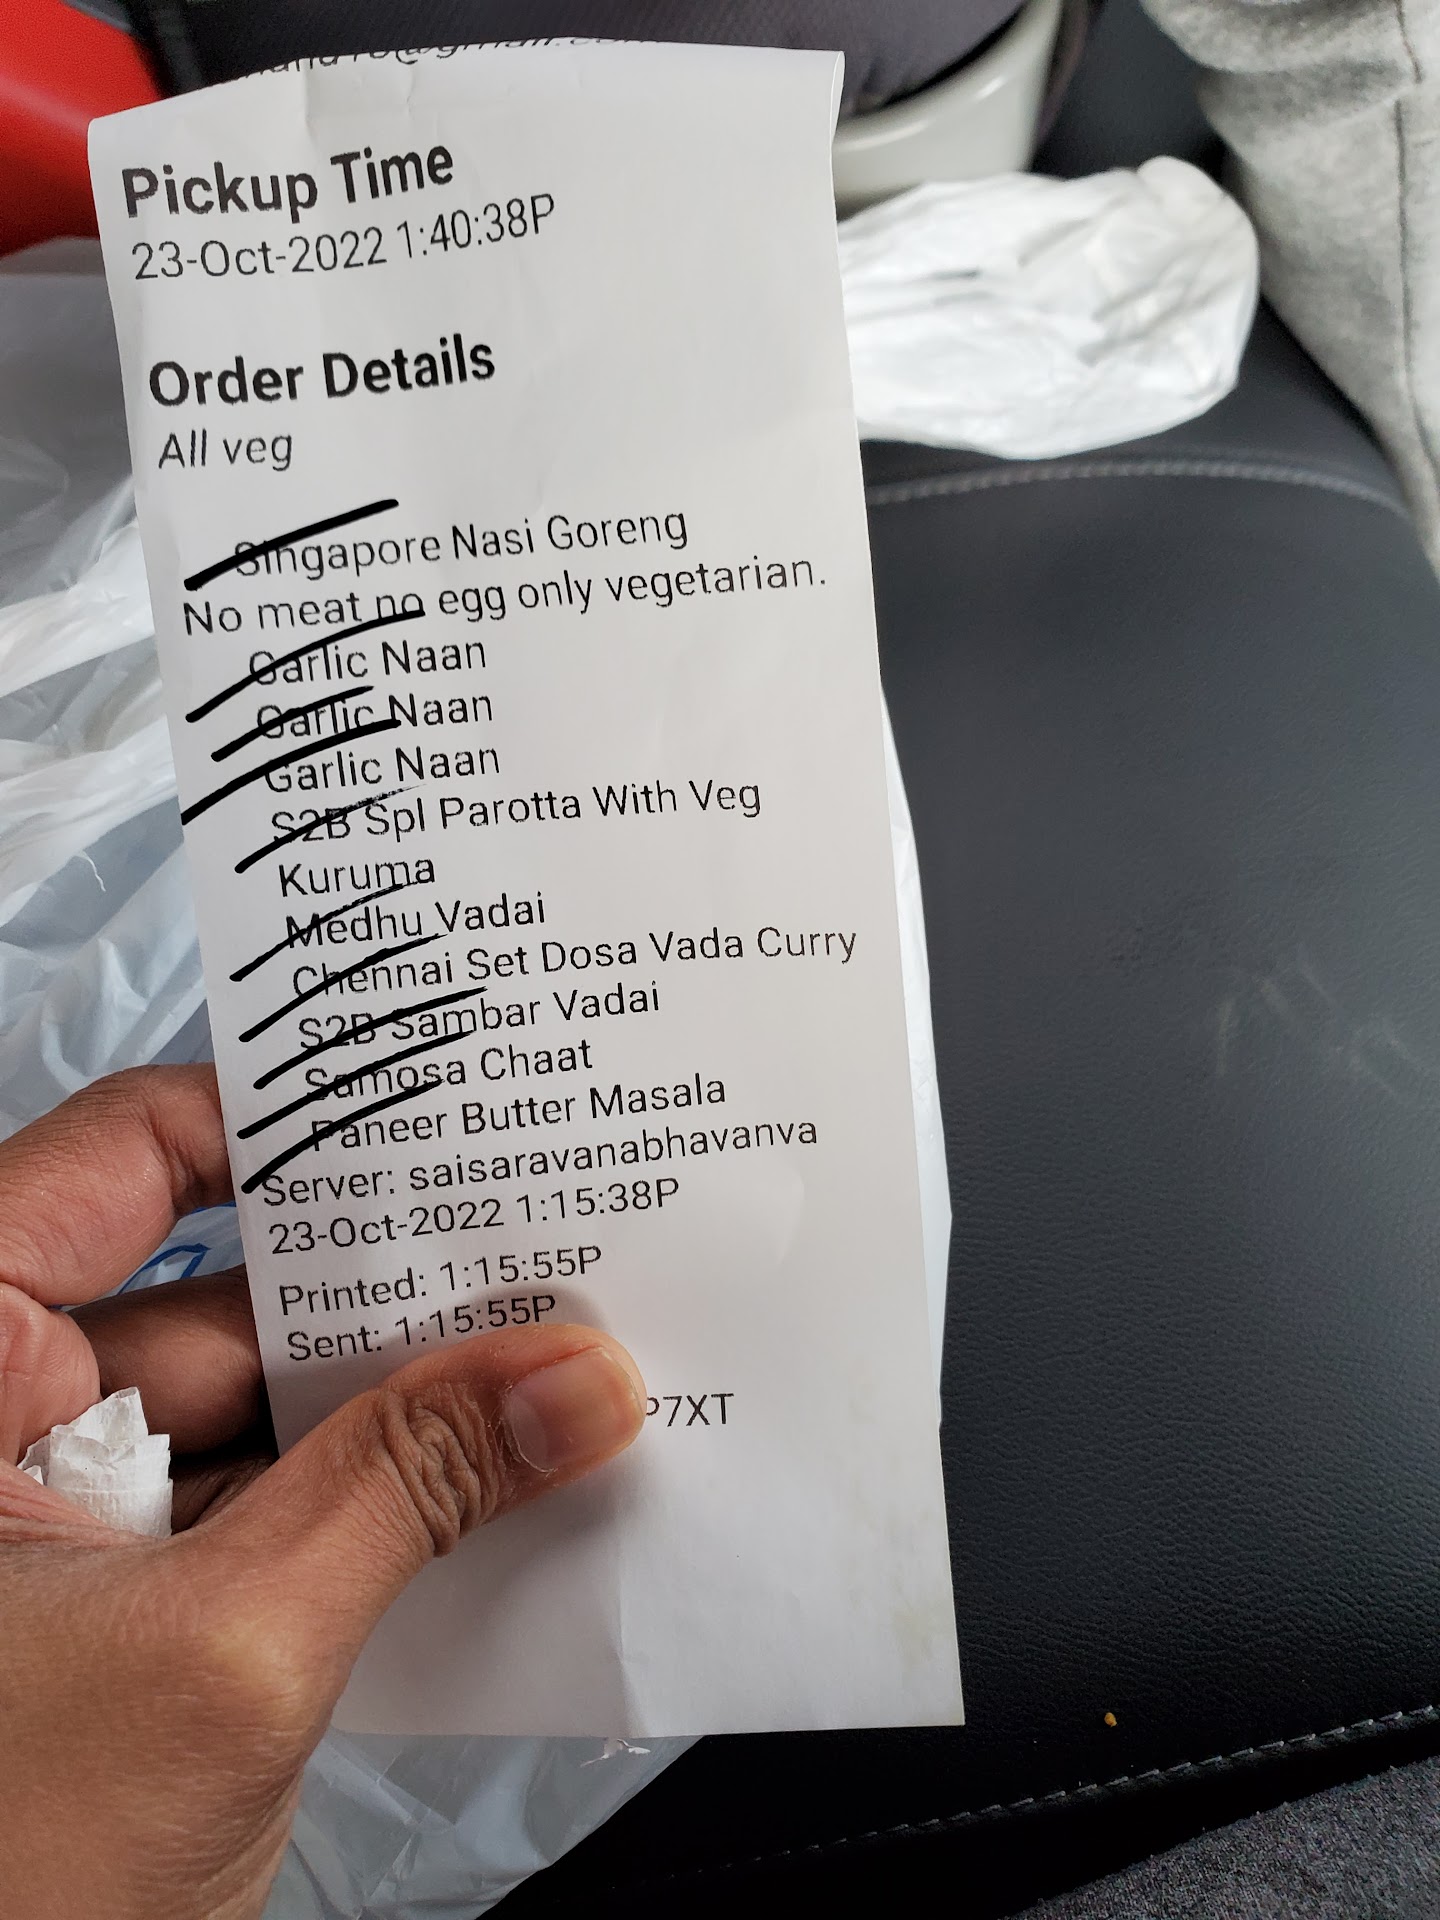 Pickup Time
23-Oct-2022 1:40:38P
Order Details
All veg
Singapore Nasi Goreng
No meat no egg only vegetarian.
Garlic Naan
Garlic Naan
Garlic Naan
S2B Spl Parotta With Veg
Kuruma
Medhu Vadai
Chennai Set Dosa Vada Curry
S2B Sambar Vadai
Samosa Chaat
Paneer Butter Masala
Server: saisaravanabhavanva
23-Oct-2022 1:15:38P
Printed: 1:15:55P
Sent: 1:15:55P
P7XT